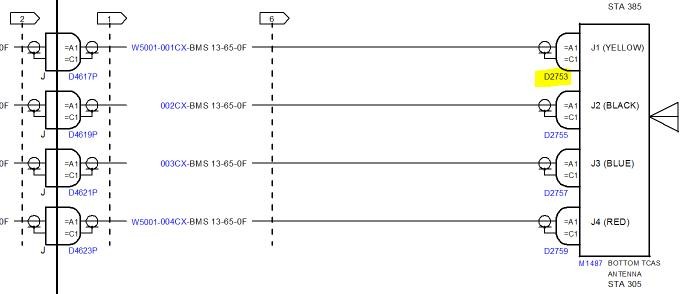 STA 385
2 1 6
0F =A1 W5001-001CX-BMS 13-65-0F =A1 J1 (YELLOW)
=C1 =C1
J D4617P D2753
0F =A1 002CX-BMS 13-65-0F =A1 J2 (BLACK)
=C1 =C1
J D4619P D2755
0F =A1 003CX-BMS 13-65-0F =A1 J3 (BLUE)
=C1 =C1
J D4621P D2757
0F =A1 W5001-004CX-BMS 13-65-0F =A1 J4 (RED)
=C1 =C1
J D4623P D2759
M1487 BOTTOM TCAS
ANTENNA
STA 305